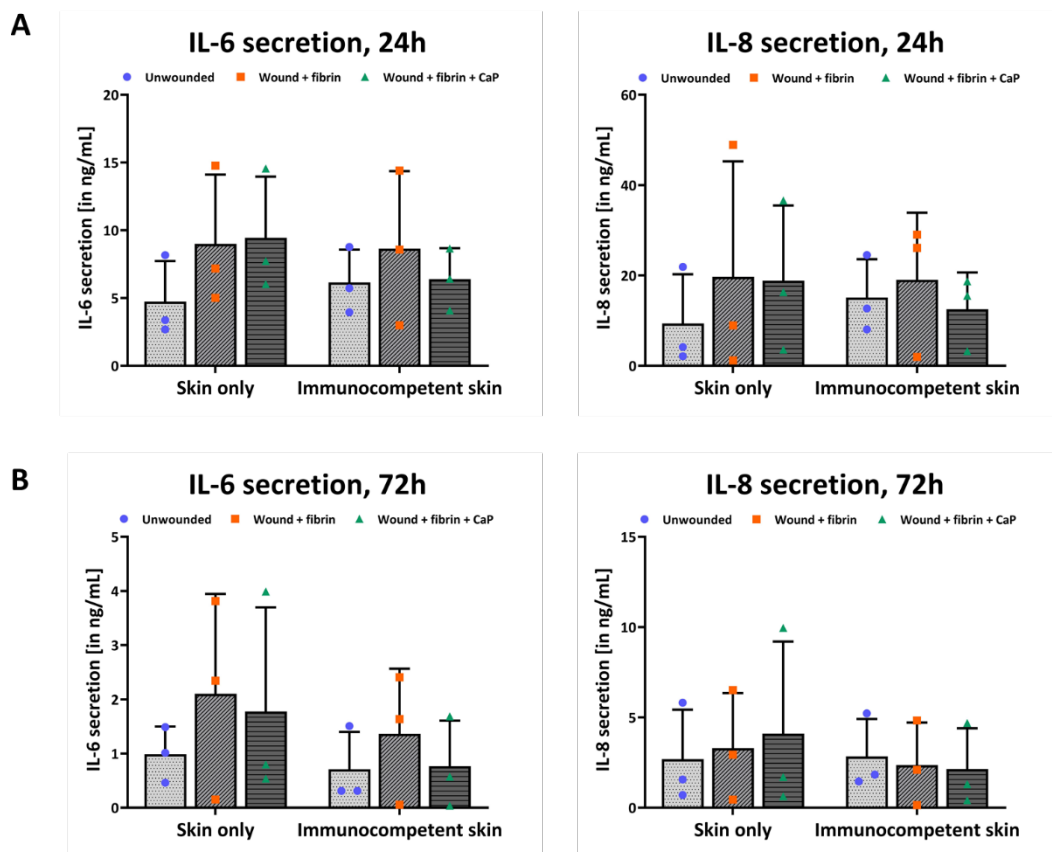 A
IL-6 secretion, 24h
Unwounded Wound + fibrin Wound + fibrin + CaP
IL-6 secretion [in ng/mL]
20
15
10
5
0
Skin only Immunocompetent skin
IL-8 secretion, 24h
Unwounded Wound + fibrin Wound + fibrin + CaP
IL-8 secretion [in ng/mL]
60
40
20
0
Skin only Immunocompetent skin
B
IL-6 secretion, 72h
Unwounded Wound + fibrin Wound + fibrin + CaP
IL-6 secretion [in ng/mL]
5
4
3
2
1
0
Skin only Immunocompetent skin
IL-8 secretion, 72h
Unwounded Wound + fibrin Wound + fibrin + CaP
IL-8 secretion [in ng/mL]
15
10
5
0
Skin only Immunocompetent skin